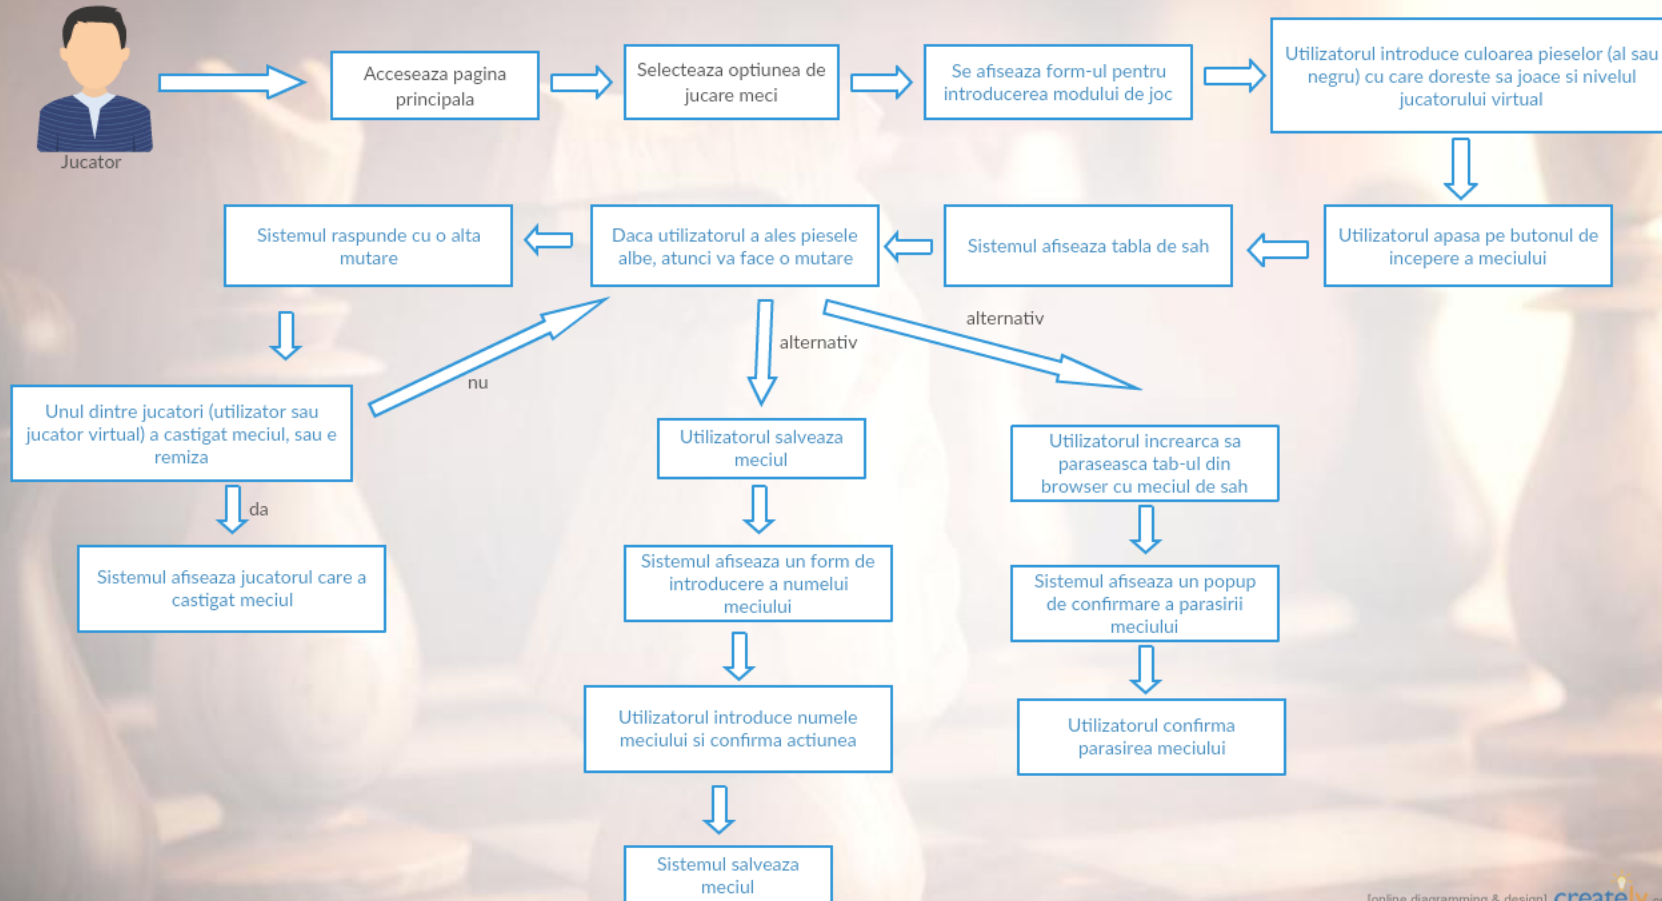 Jucator
Acceseaza pagina
principala
Selecteaza optiunea de
jucare meci
Se afiseaza form-ul pentru
introducerea modului de joc
Utilizatorul introduce culoarea pieselor (al sau
negru) cu care doreste sa joace si nivelul
jucatorului virtual
Utilizatorul apasa pe butonul de
incepere a meciului
Sistemul afiseaza tabla de sah
Daca utilizatorul a ales piesele
albe, atunci va face o mutare
Sistemul raspunde cu o alta
mutare
Unul dintre jucatori (utilizator sau
jucator virtual) a castigat meciul, sau e
remiza
nu
da
Sistemul afiseaza jucatorul care a
castigat meciul
alternativ
Utilizatorul salveaza
meciul
Sistemul afiseaza un form de
introducere a numelui
meciului
Utilizatorul introduce numele
meciului si confirma actiunea
Sistemul salveaza
meciul
alternativ
Utilizatorul increarca sa
paraseasca tab-ul din
browser cu meciul de sah
Sistemul afiseaza un popup
de confirmare a parasirii
meciului
Utilizatorul confirma
parasirea meciului
[online diagramming & design] creately